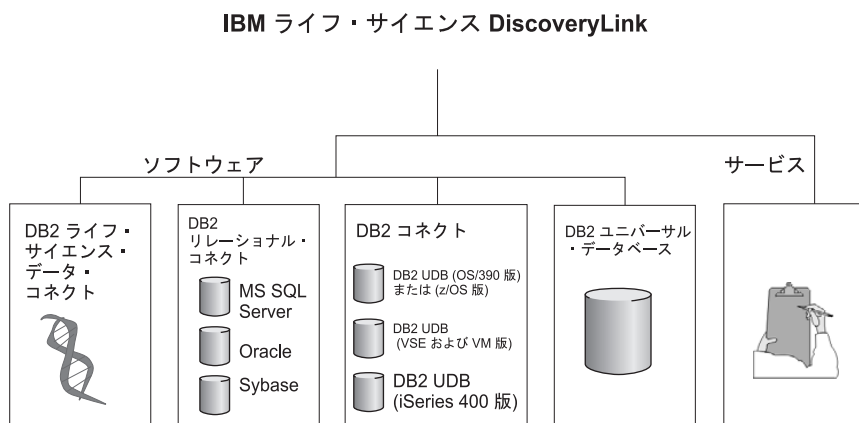 IBM ライフ・サイエンス DiscoveryLink
ソフトウェア
サービス
DB2 ライフ・
サイエンス・
データ・
コネクト
DB2
リレーショナル・
コネクト
MS SQL
Server
Oracle
Sybase
DB2 コネクト
DB2 UDB (OS/390 版)
または (z/OS 版)
DB2 UDB
(VSE および VM 版)
DB2 UDB
(iSeries 400 版)
DB2 ユニバーサル
・データベース